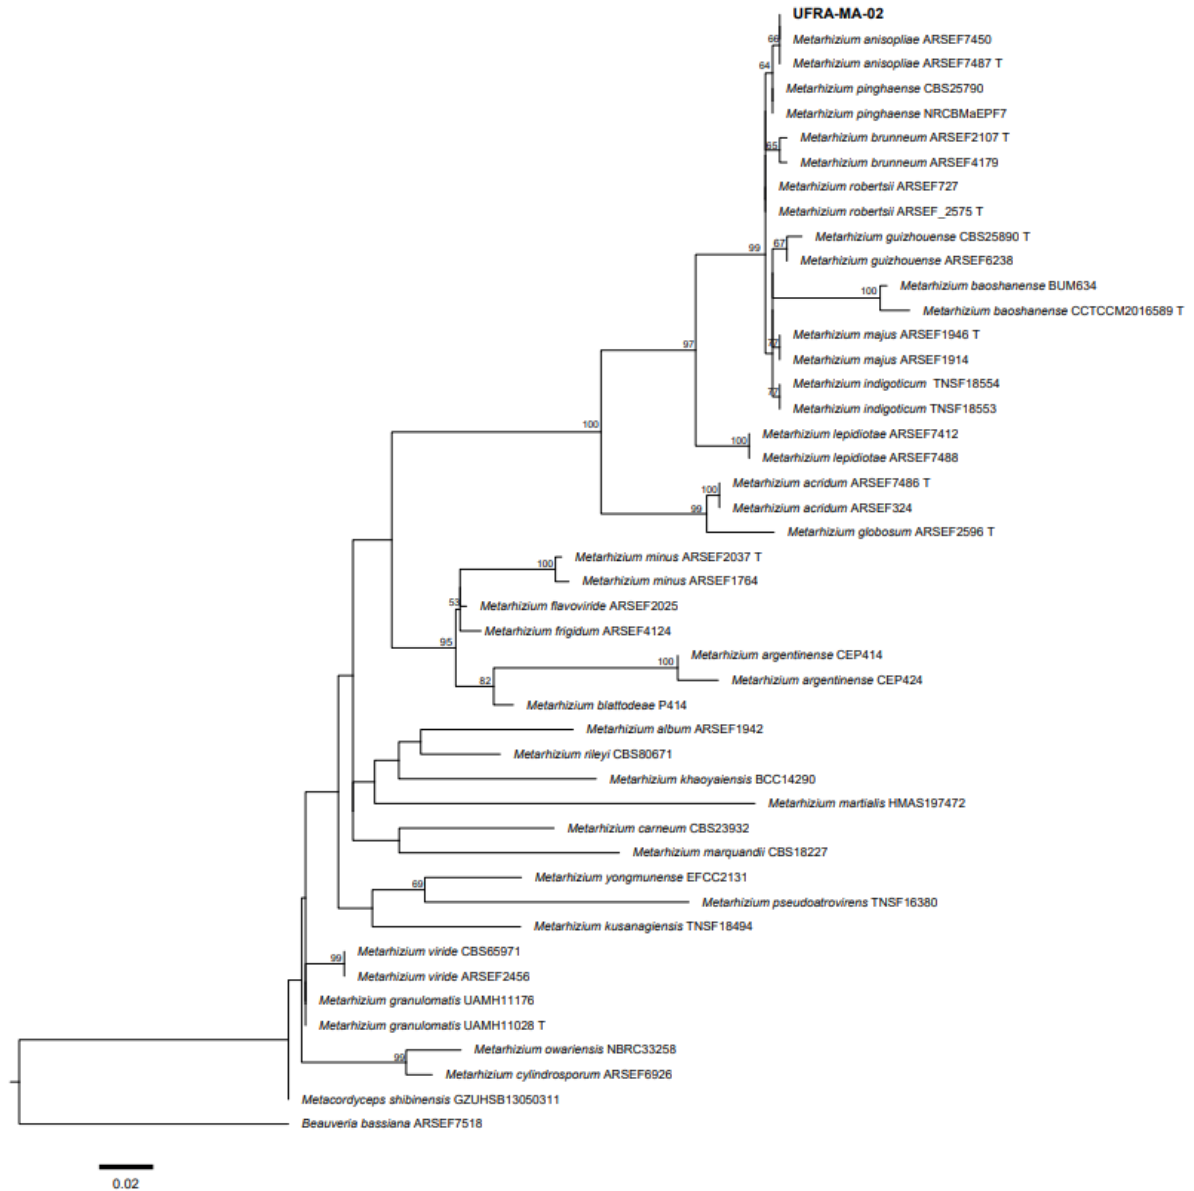 UFRA-MA-02
66
Metarhizium anisopliae ARSEF7450
Metarhizium anisopliae ARSEF7487 T
64
Metarhizium pinghaense CBS25790
Metarhizium pinghaense NRCBMaEPF7
Metarhizium brunneum ARSEF2107 T
65
Metarhizium brunneum ARSEF4179
Metarhizium robertsii ARSEF727
Metarhizium robertsii ARSEF_2575 T
Metarhizium guizhouense CBS25890 T
99
67
Metarhizium guizhouense ARSEF6238
Metarhizium baoshanense BUM634
100
Metarhizium baoshanense CCTCCM2016589 T
Metarhizium majus ARSEF1946 T
97
77
Metarhizium majus ARSEF1914
Metarhizium indigoticum TNSF18554
77
Metarhizium indigoticum TNSF18553
100
Metarhizium lepidiotae ARSEF7412
100
Metarhizium lepidiotae ARSEF7488
Metarhizium acridum ARSEF7486 T
100
Metarhizium acridum ARSEF324
99
Metarhizium globosum ARSEF2596 T
Metarhizium minus ARSEF2037 T
100
Metarhizium minus ARSEF1764
53
Metarhizium flavoviride ARSEF2025
Metarhizium frigidum ARSEF4124
95
Metarhizium argentinense CEP414
100
Metarhizium argentinense CEP424
82
Metarhizium blattodeae P414
Metarhizium album ARSEF1942
Metarhizium rileyi CBS80671
Metarhizium khaoyaiensis BCC14290
Metarhizium martialis HMAS197472
Metarhizium carneum CBS23932
Metarhizium marquandii CBS18227
Metarhizium yongmunense EFCC2131
69
Metarhizium pseudoatrovirens TNSF16380
Metarhizium kusanagiensis TNSF18494
Metarhizium viride CBS65971
99
Metarhizium viride ARSEF2456
Metarhizium granulomatis UAMH11176
Metarhizium granulomatis UAMH11028 T
Metarhizium owariensis NBRC33258
99
Metarhizium cylindrosporum ARSEF6926
Metacordyceps shibinensis GZUHSB13050311
Beauveria bassiana ARSEF7518
0.02